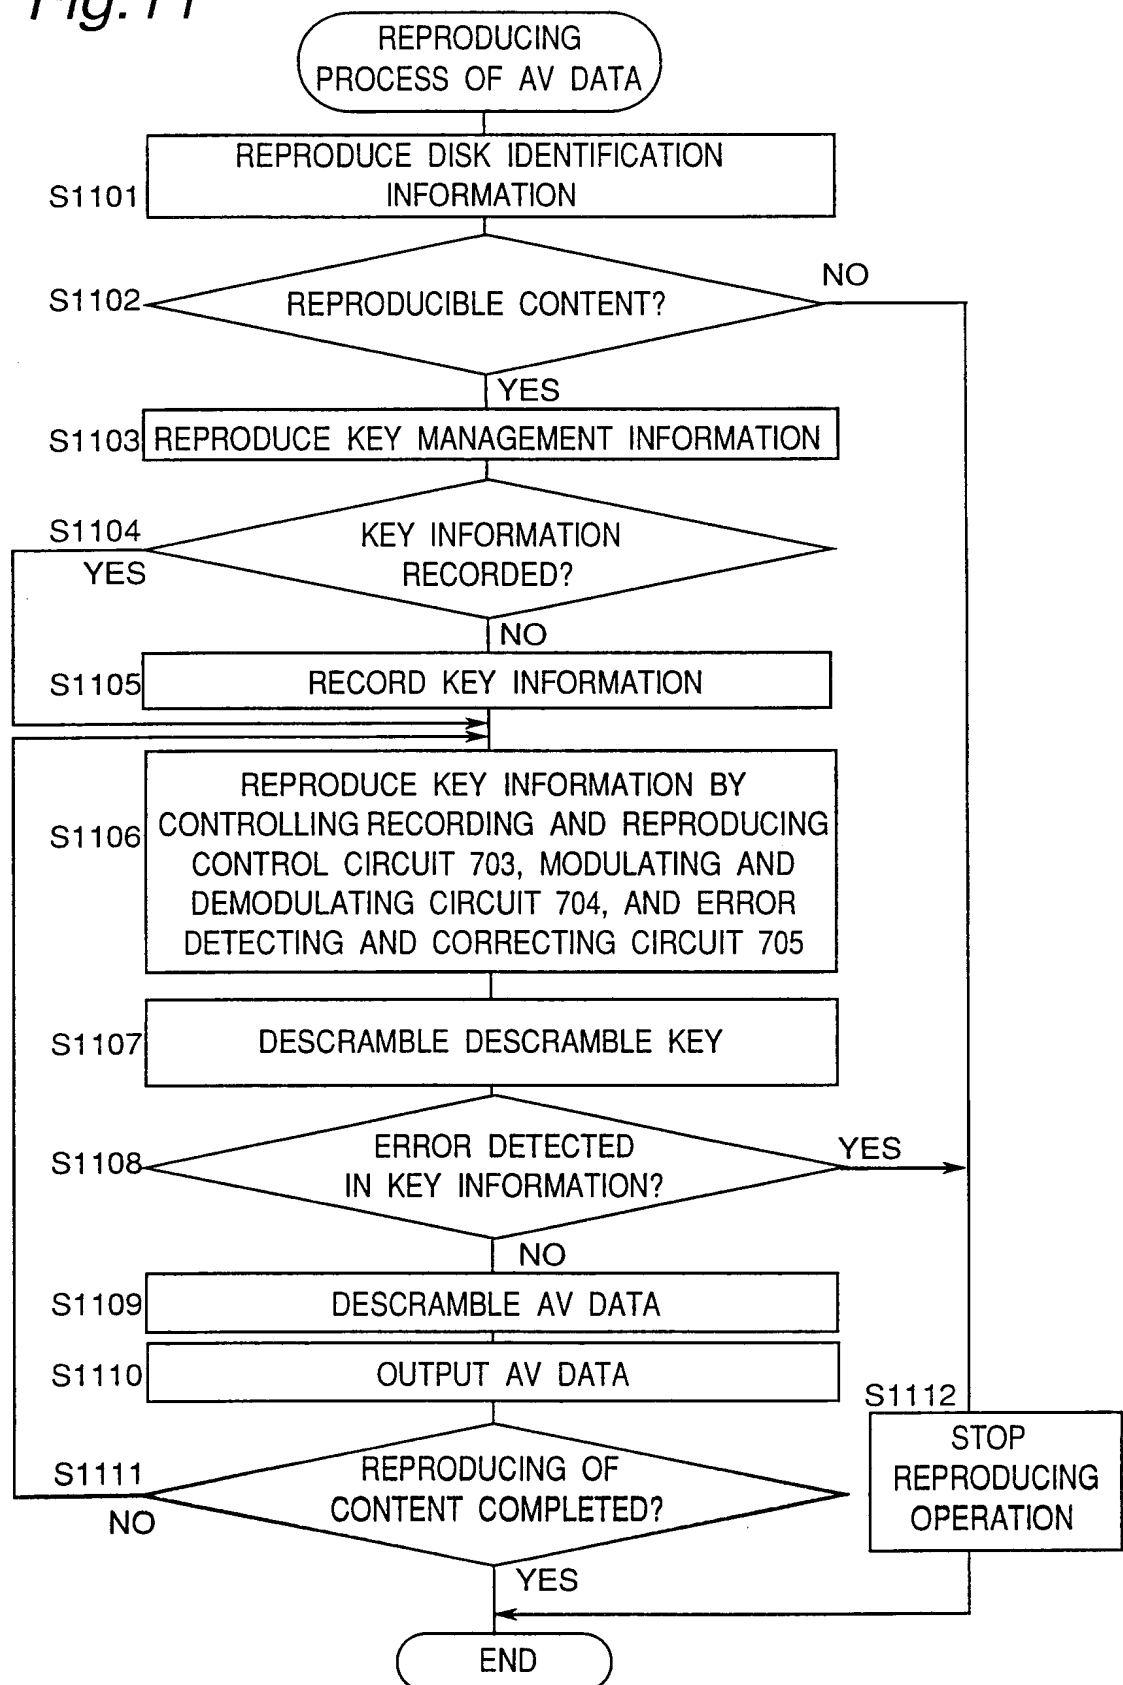 Fig. 11
REPRODUCING
PROCESS OF AV DATA
REPRODUCE DISK IDENTIFICATION
INFORMATION
S1101
NO
S1102
REPRODUCIBLE CONTENT?
YES
S1103
REPRODUCE KEY MANAGEMENT INFORMATION
S1104
KEY INFORMATION
RECORDED?
YES
NO
S1105
RECORD KEY INFORMATION
S1106
REPRODUCE KEY INFORMATION BY
CONTROLLING RECORDING AND REPRODUCING
CONTROL CIRCUIT 703, MODULATING AND
DEMODULATING CIRCUIT 704, AND ERROR
DETECTING AND CORRECTING CIRCUIT 705
S1107
DESCRAMBLE DESCRAMBLE KEY
S1108
ERROR DETECTED
IN KEY INFORMATION?
YES
NO
S1109
DESCRAMBLE AV DATA
S1110
OUTPUT AV DATA
S1111
REPRODUCING OF
CONTENT COMPLETED?
NO
YES
S1112
STOP
REPRODUCING
OPERATION
END